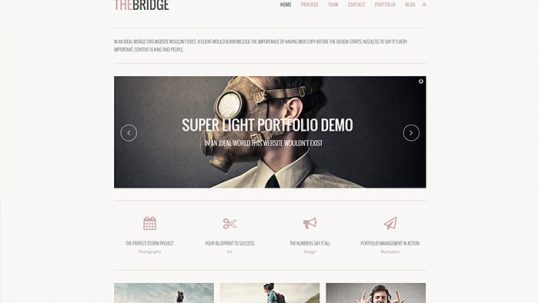 THEBRIDGE
HOME PROCESS TEAM CONTACT PORTFOLIO BLOG
IN AN IDEAL WORLD THIS WEBSITE WOULDN'T EXIST. A CLIENT WOULD ACKNOWLEDGE THE IMPORTANCE OF HAVING WEB COPY BEFORE THE DESIGN STARTS. NEEDLESS TO SAY IT'S VERY
IMPORTANT, CONTENT IS KING AND PEOPLE.
SUPER LIGHT PORTFOLIO DEMO
IN AN IDEAL WORLD THIS WEBSITE WOULDN'T EXIST
THE PERFECT STORM PROJECT
Photography
YOUR BLUEPRINT TO SUCCESS
Art
THE NUMBERS SAY IT ALL
Design
PORTFOLIO MANAGEMENT IN ACTION
Illustration